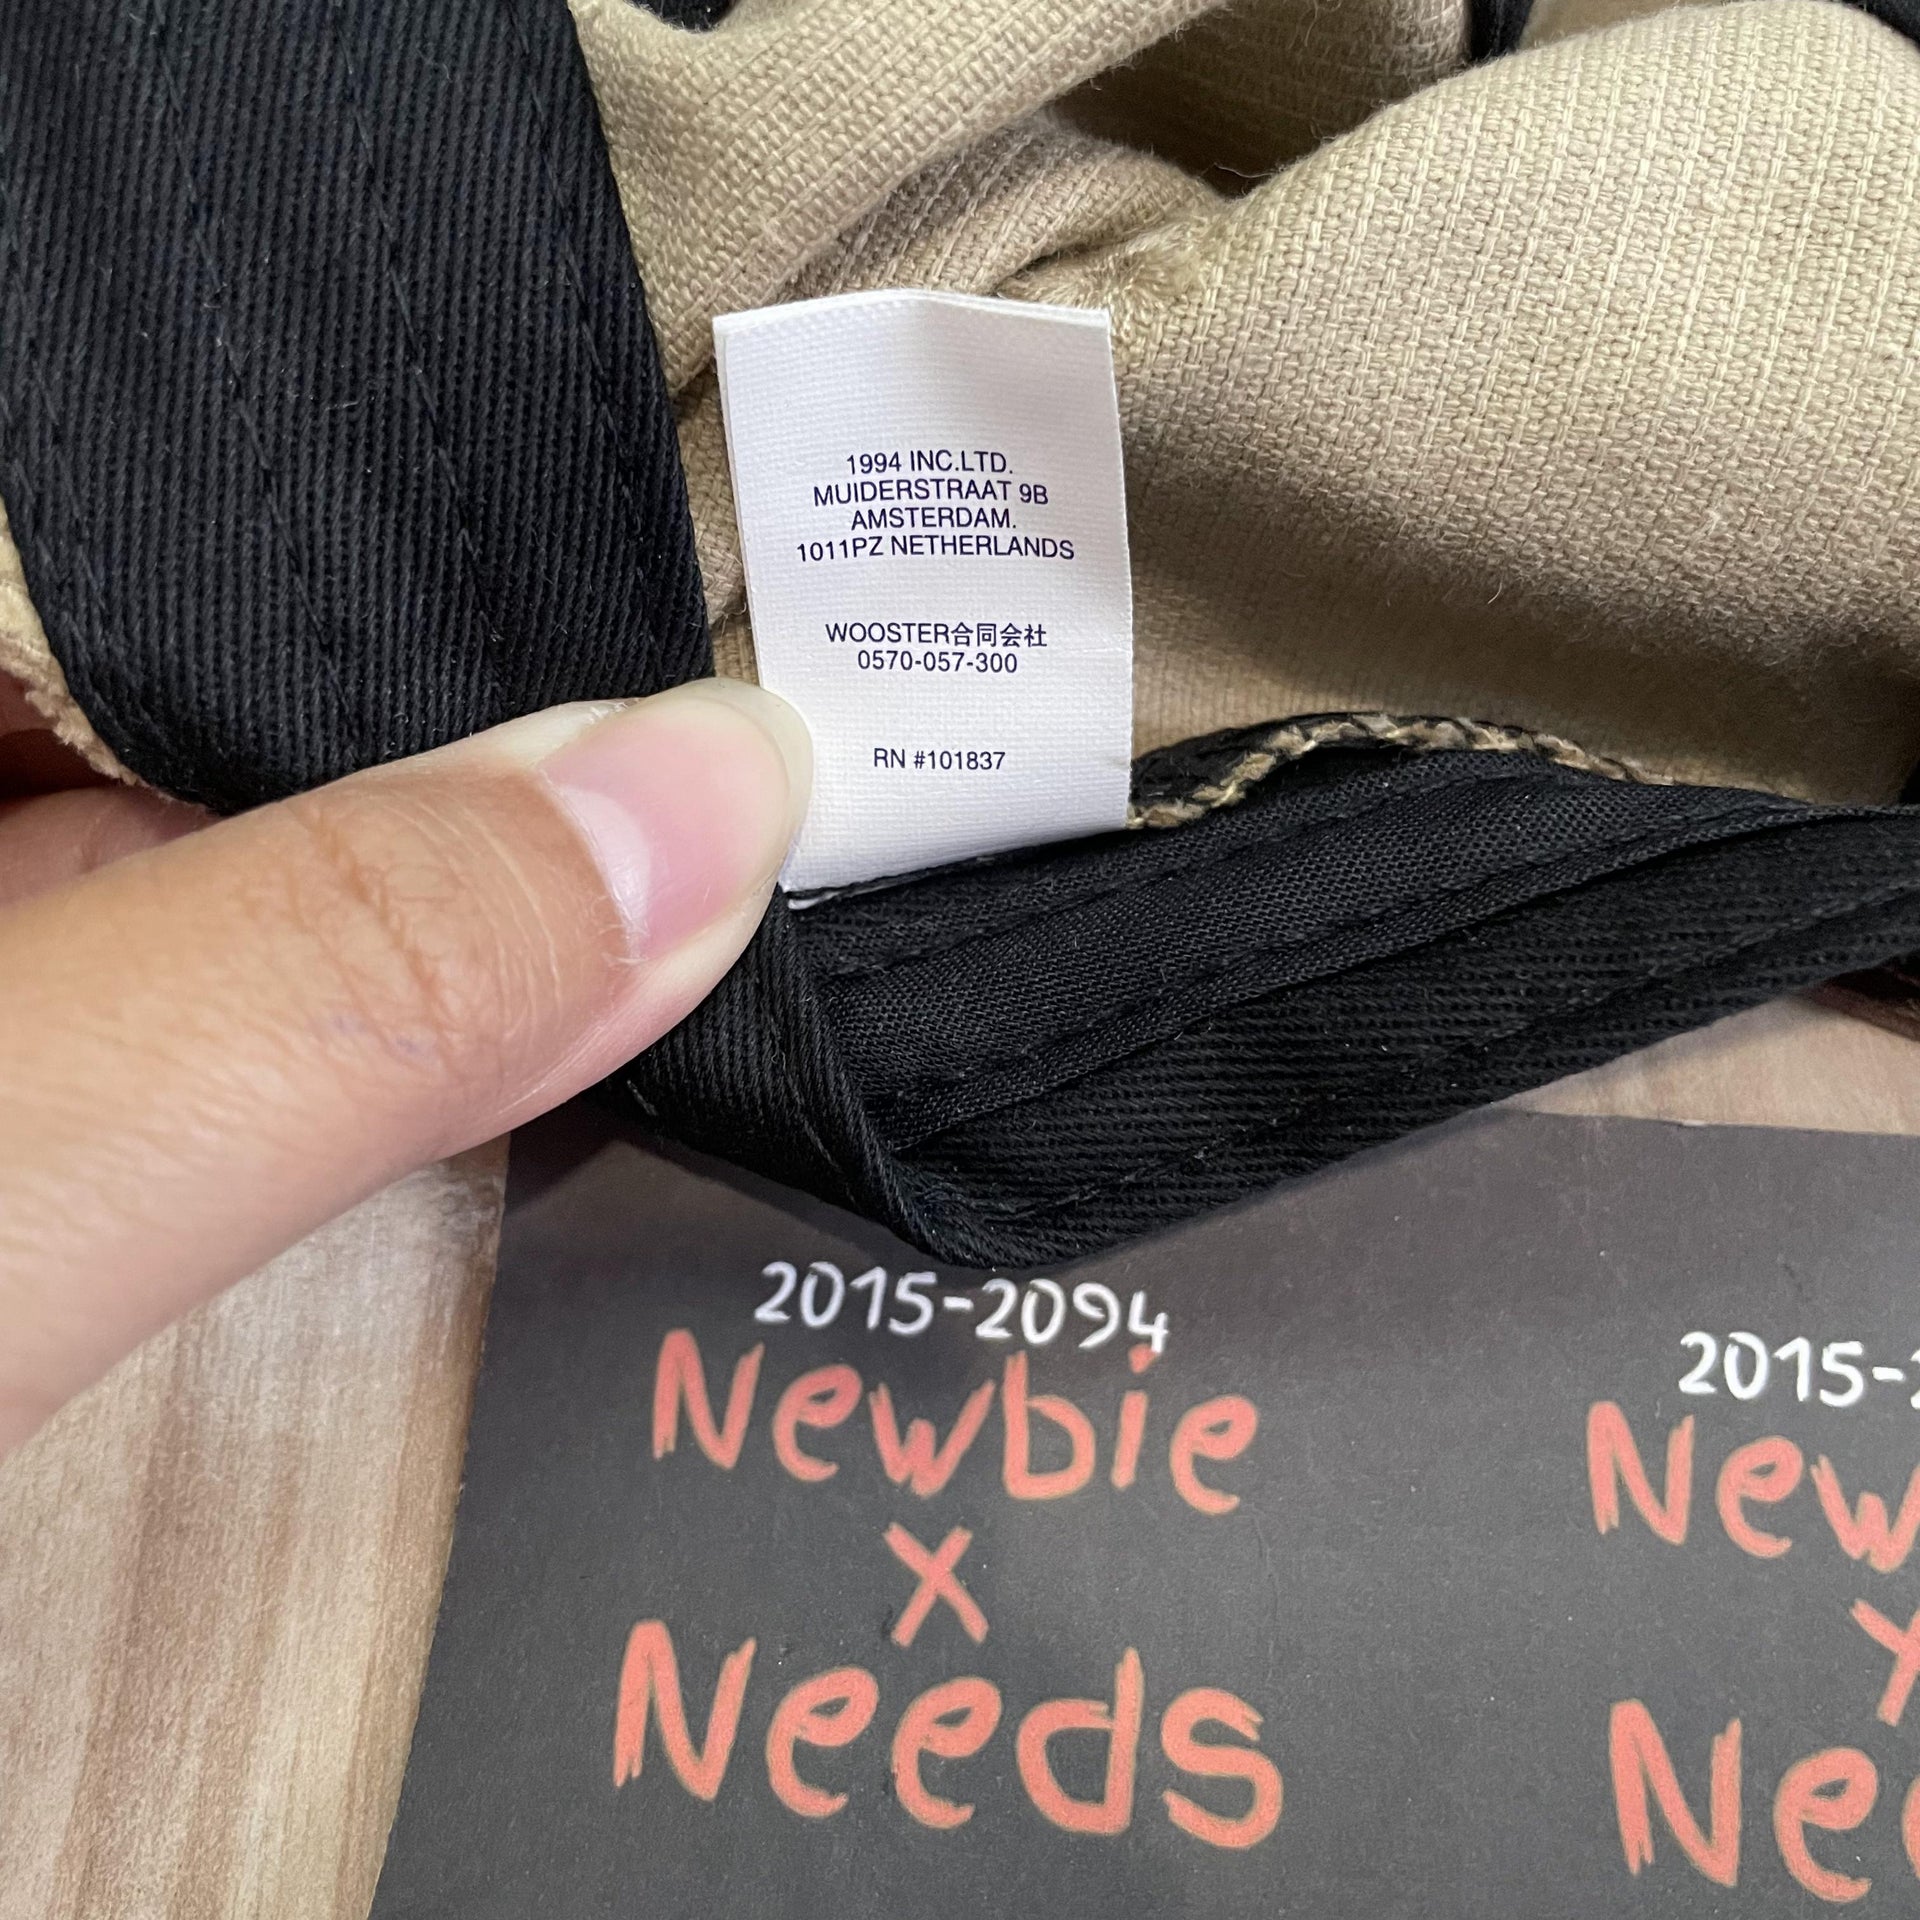 1994 INC.LTD.
MUIDERSTRAAT 9B
AMSTERDAM.
1011PZ NETHERLANDS
WOOSTER合同会社
0570-057-300
RN #101837
2015-2094
Newbie
x
Needs
2015-
New
x
Nee